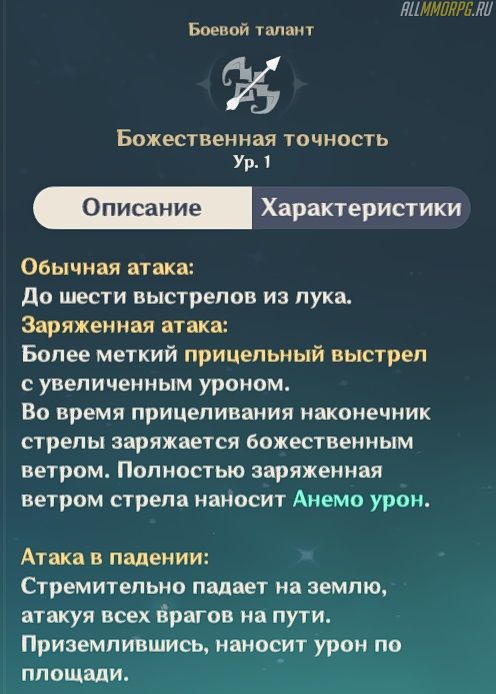 ALLMMORPG.RU
Боевой талант
Божественная точность
Ур. 1
Описание
Характеристики
Обычная атака:
До шести выстрелов из лука.
Заряженная атака:
Более меткий прицельный выстрел
с увеличенным уроном.
Во время прицеливания наконечник
стрелы заряжается божественным
ветром. Полностью заряженная
ветром стрела наносит Анемо урон.
Атака в падении:
Стремительно падает на землю,
атакуя всех врагов на пути.
Приземлившись, наносит урон по
площади.